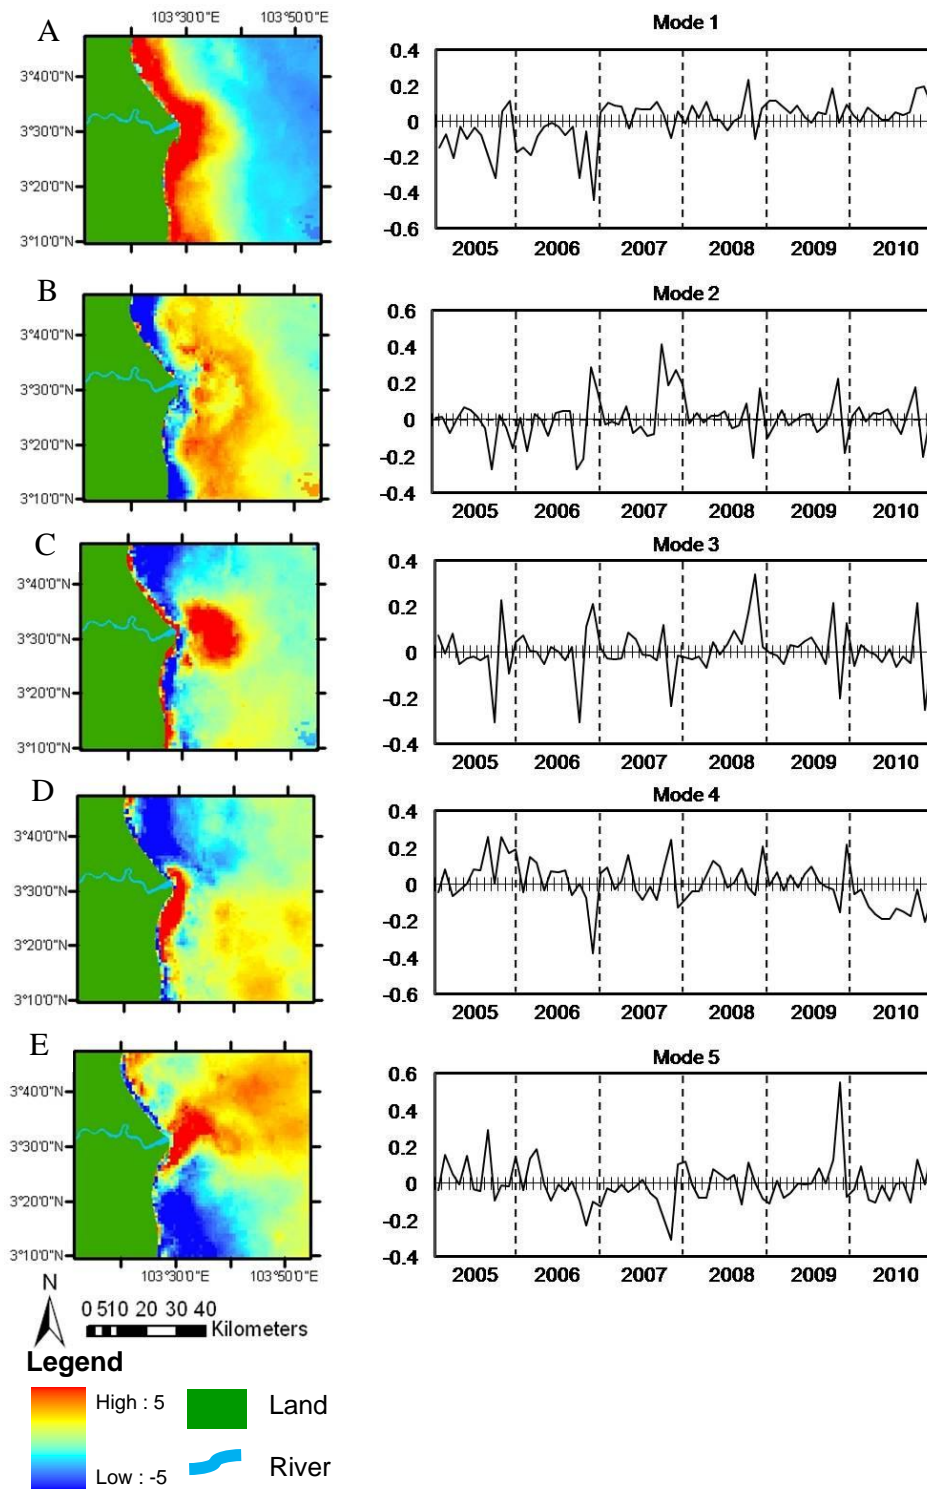 A
103°30'0"E 103°50'0"E
3°40'0"N
3°30'0"N
3°20'0"N
3°10'0"N
Mode 1
0.4
0.2
0
-0.2
-0.4
-0.6
2005 2006 2007 2008 2009 2010
B
3°40'0"N
3°30'0"N
3°20'0"N
3°10'0"N
Mode 2
0.6
0.4
0.2
0
-0.2
-0.4
2005 2006 2007 2008 2009 2010
C
3°40'0"N
3°30'0"N
3°20'0"N
3°10'0"N
Mode 3
0.4
0.2
0
-0.2
-0.4
2005 2006 2007 2008 2009 2010
D
3°40'0"N
3°30'0"N
3°20'0"N
3°10'0"N
Mode 4
0.4
0.2
0
-0.2
-0.4
-0.6
2005 2006 2007 2008 2009 2010
E
3°40'0"N
3°30'0"N
3°20'0"N
3°10'0"N
103°30'0"E 103°50'0"E
Mode 5
0.6
0.4
0.2
0
-0.2
-0.4
2005 2006 2007 2008 2009 2010
N
0 510 20 30 40
Kilometers
Legend
High : 5
Low : -5
Land
River